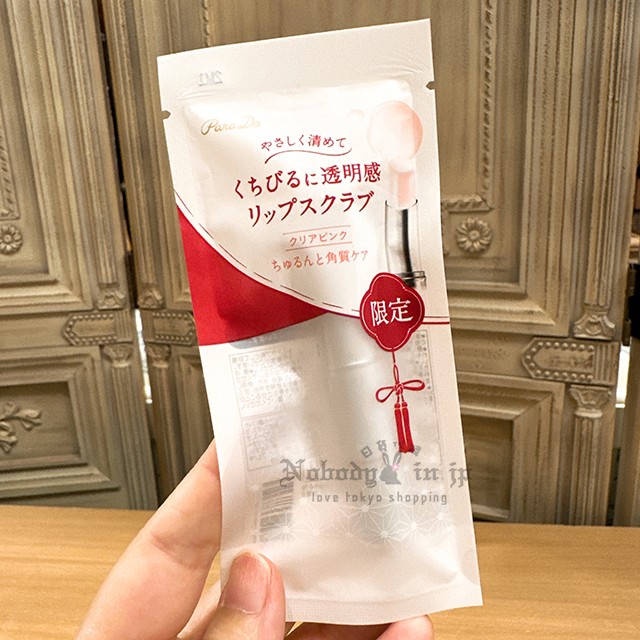 ParaDo
やさしく清めて
くちびるに透明感
リップスクラブ
クリアピンク
ちゅるんと角質ケア
限定
Nobody in jp
love tokyo shopping